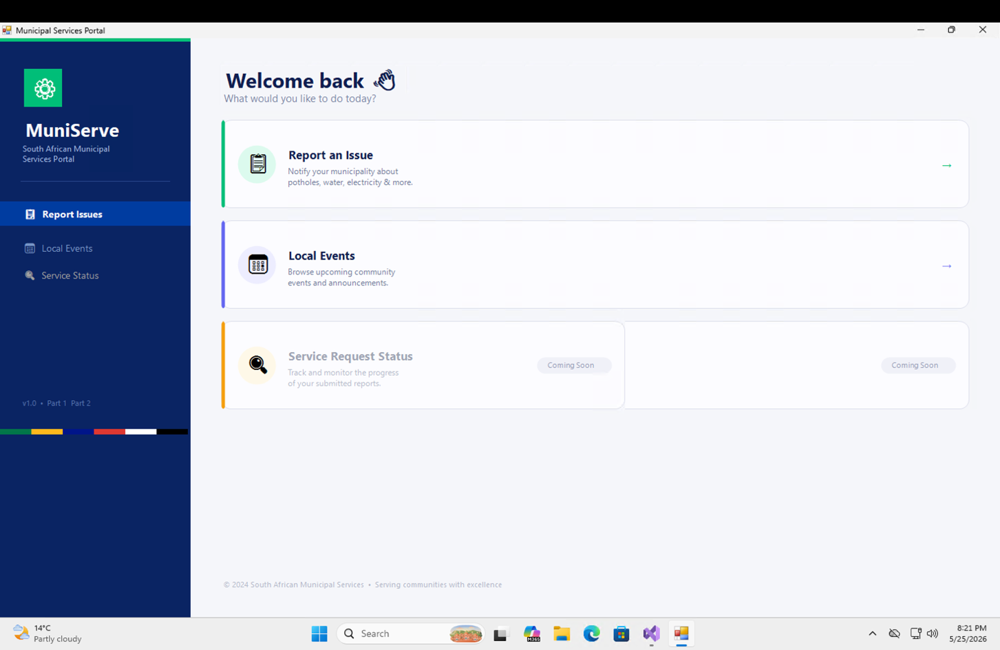 Municipal Services Portal
MuniServe
South African Municipal
Services Portal
Report Issues
Local Events
Service Status
v1.0 • Part 1 Part 2
Welcome back
What would you like to do today?
Report an Issue
Notify your municipality about
potholes, water, electricity & more.
→
Local Events
Browse upcoming community
events and announcements.
→
Service Request Status
Track and monitor the progress
of your submitted reports.
Coming Soon
Coming Soon
© 2024 South African Municipal Services • Serving communities with excellence
14°C
Partly cloudy
Search
M365
8:21 PM
5/25/2026